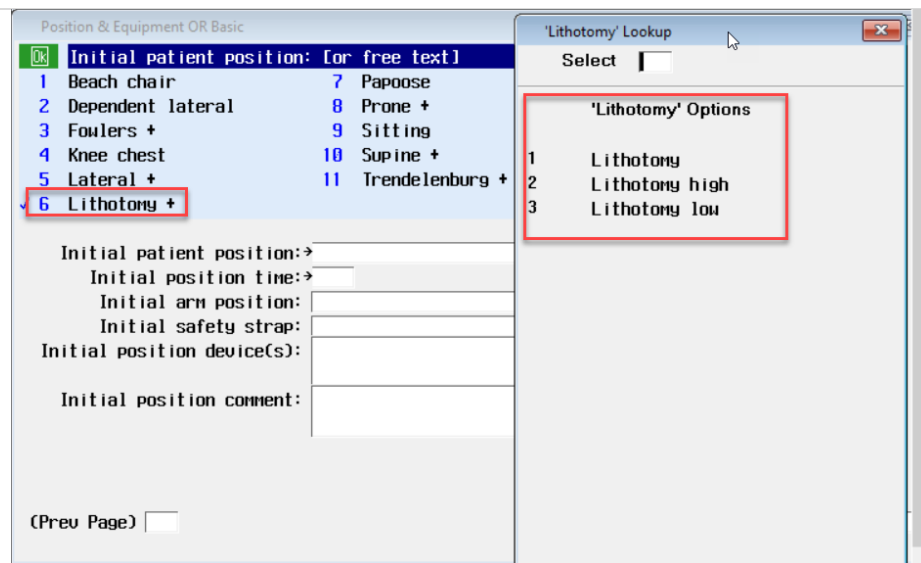 Position & Equipment OR Basic
Ok Initial patient position: [or free text]
1 Beach chair 7 Papoose
2 Dependent lateral 8 Prone +
3 Fowlers + 9 Sitting
4 Knee chest 10 Supine +
5 Lateral + 11 Trendelenburg +
✓ 6 Lithotomy +
Initial patient position:→
Initial position time:→
Initial arm position:
Initial safety strap:
Initial position device(s):
Initial position comment:
(Prev Page)
'Lithotomy' Lookup
Select
'Lithotomy' Options
1 Lithotomy
2 Lithotomy high
3 Lithotomy low